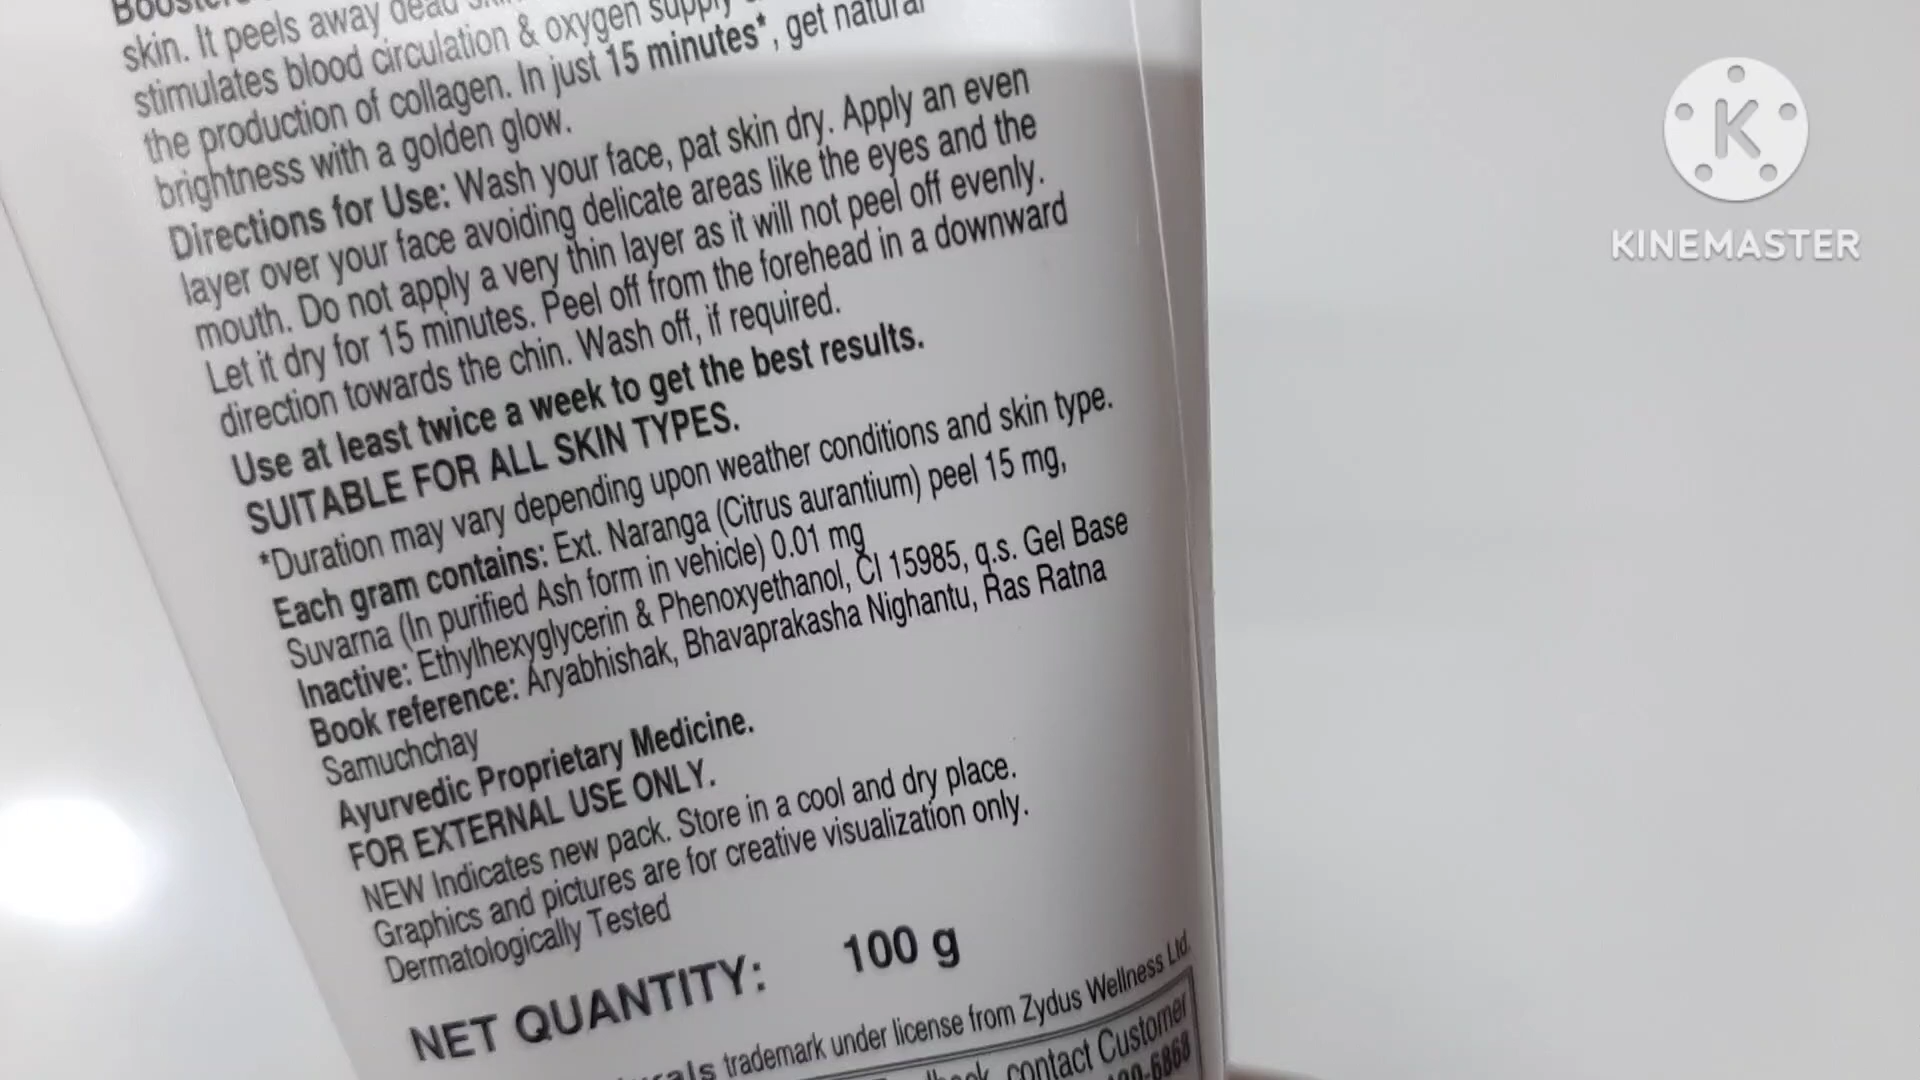 skin. It peels away dead
stimulates blood circulation & oxygen supply
the production of collagen. In just 15 minutes*, get natural
brightness with a golden glow.
Directions for Use: Wash your face, pat skin dry. Apply an even
layer over your face avoiding delicate areas like the eyes and the
mouth. Do not apply a very thin layer as it will not peel off evenly.
Let it dry for 15 minutes. Peel off from the forehead in a downward
direction towards the chin. Wash off, if required.
Use at least twice a week to get the best results.
SUITABLE FOR ALL SKIN TYPES.
*Duration may vary depending upon weather conditions and skin type.
Each gram contains: Ext. Naranga (Citrus aurantium) peel 15 mg,
Suvarna (In purified Ash form in vehicle) 0.01 mg
Inactive: Ethylhexyglycerin & Phenoxyethanol, CI 15985, q.s. Gel Base
Book reference: Aryabhishak, Bhavaprakasha Nighantu, Ras Ratna
Samuchchay
Ayurvedic Proprietary Medicine.
FOR EXTERNAL USE ONLY.
NEW Indicates new pack. Store in a cool and dry place.
Graphics and pictures are for creative visualization only.
Dermatologically Tested
NET QUANTITY: 100 g
trademark under license from Zydus Wellness Ltd.
contact Customer
K
KINEMASTER